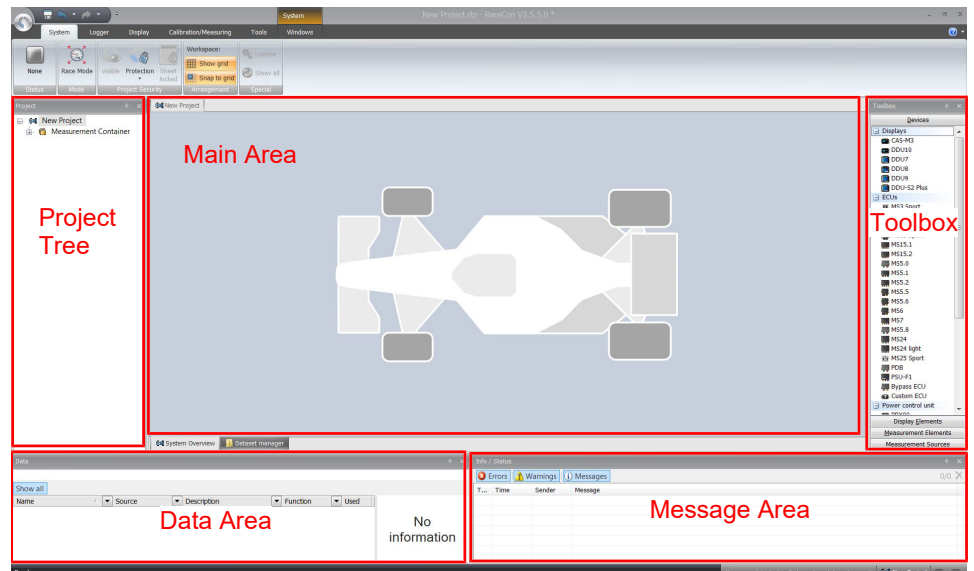 System
New Project.rlp - RaceCon V2.5.5.0 *
System Logger Display Calibration/Measuring Tools Windows
None
Race Mode
visible
Protection
Sheet locked
Workspace:
Show grid
Snap to grid
License
Show all
Status Mode Project Security Arrangement Special
Project
New Project
Measurement Container
Project
Tree
New Project
Main Area
System Overview
Dataset manager
Toolbox
Devices
Displays
CAS-M3
DDU10
DDU7
DDU8
DDU9
DDU-S2 Plus
ECUs
MS3 Sport
Toolbox
MS15.1
MS15.2
MS5.0
MS5.1
MS5.2
MS5.5
MS5.6
MS6
MS7
MS5.8
MS24
MS24 light
MS25 Sport
PDB
PSU-F1
Bypass ECU
Custom ECU
Power control unit
Display Elements
Measurement Elements
Measurement Sources
Data
Show all
Name Source Description Function Used
Data Area
No
information
Info / Status
Errors Warnings Messages 0/0
T... Time Sender Message
Message Area